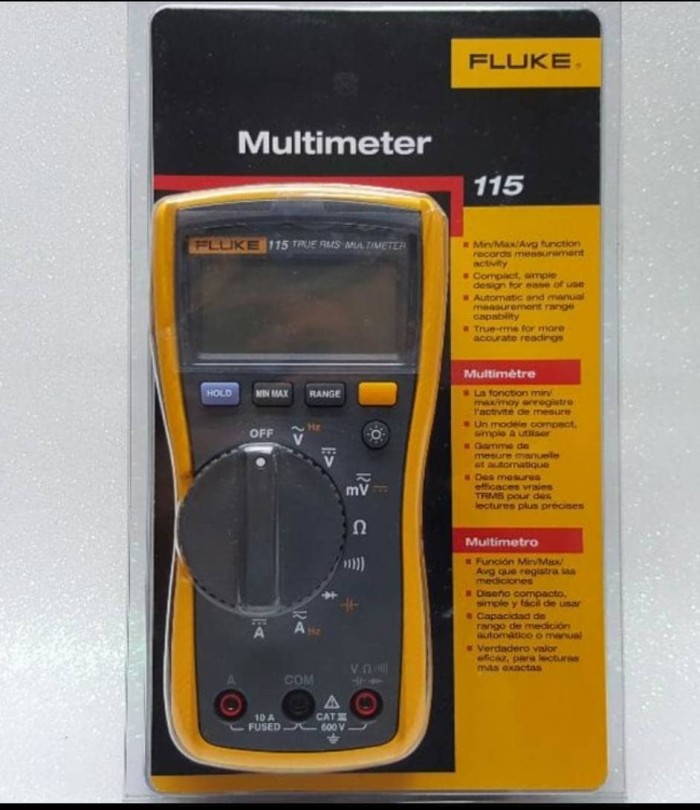 FLUKE®
Multimeter
115
FLUKE 115 TRUE RMS MULTIMETER
Min/Max/Avg function
records measurement
activity
Compact, simple
design for ease of use
Automatic and manual
measurement range
capability
True-rms for more
accurate readings
Multimètre
La fonction min/
max/moy enregistre
l'activité de mesure
Un modèle compact,
simple à utiliser
Gamme de
mesure manuelle
et automatique
Des mesures
efficaces vraies
TRMS pour des
lectures plus précises
Multímetro
Función Min/Max/
Avg que registra las
mediciones
Diseño compacto,
simple y fácil de usar
Capacidad de
rango de medición
automático o manual
Verdadero valor
eficaz, para lecturas
más exactas
HOLD MIN MAX RANGE
OFF
V Hz
V
mV
Ω
A
A Hz
A COM V Ω
10 A
FUSED
CAT III
600 V